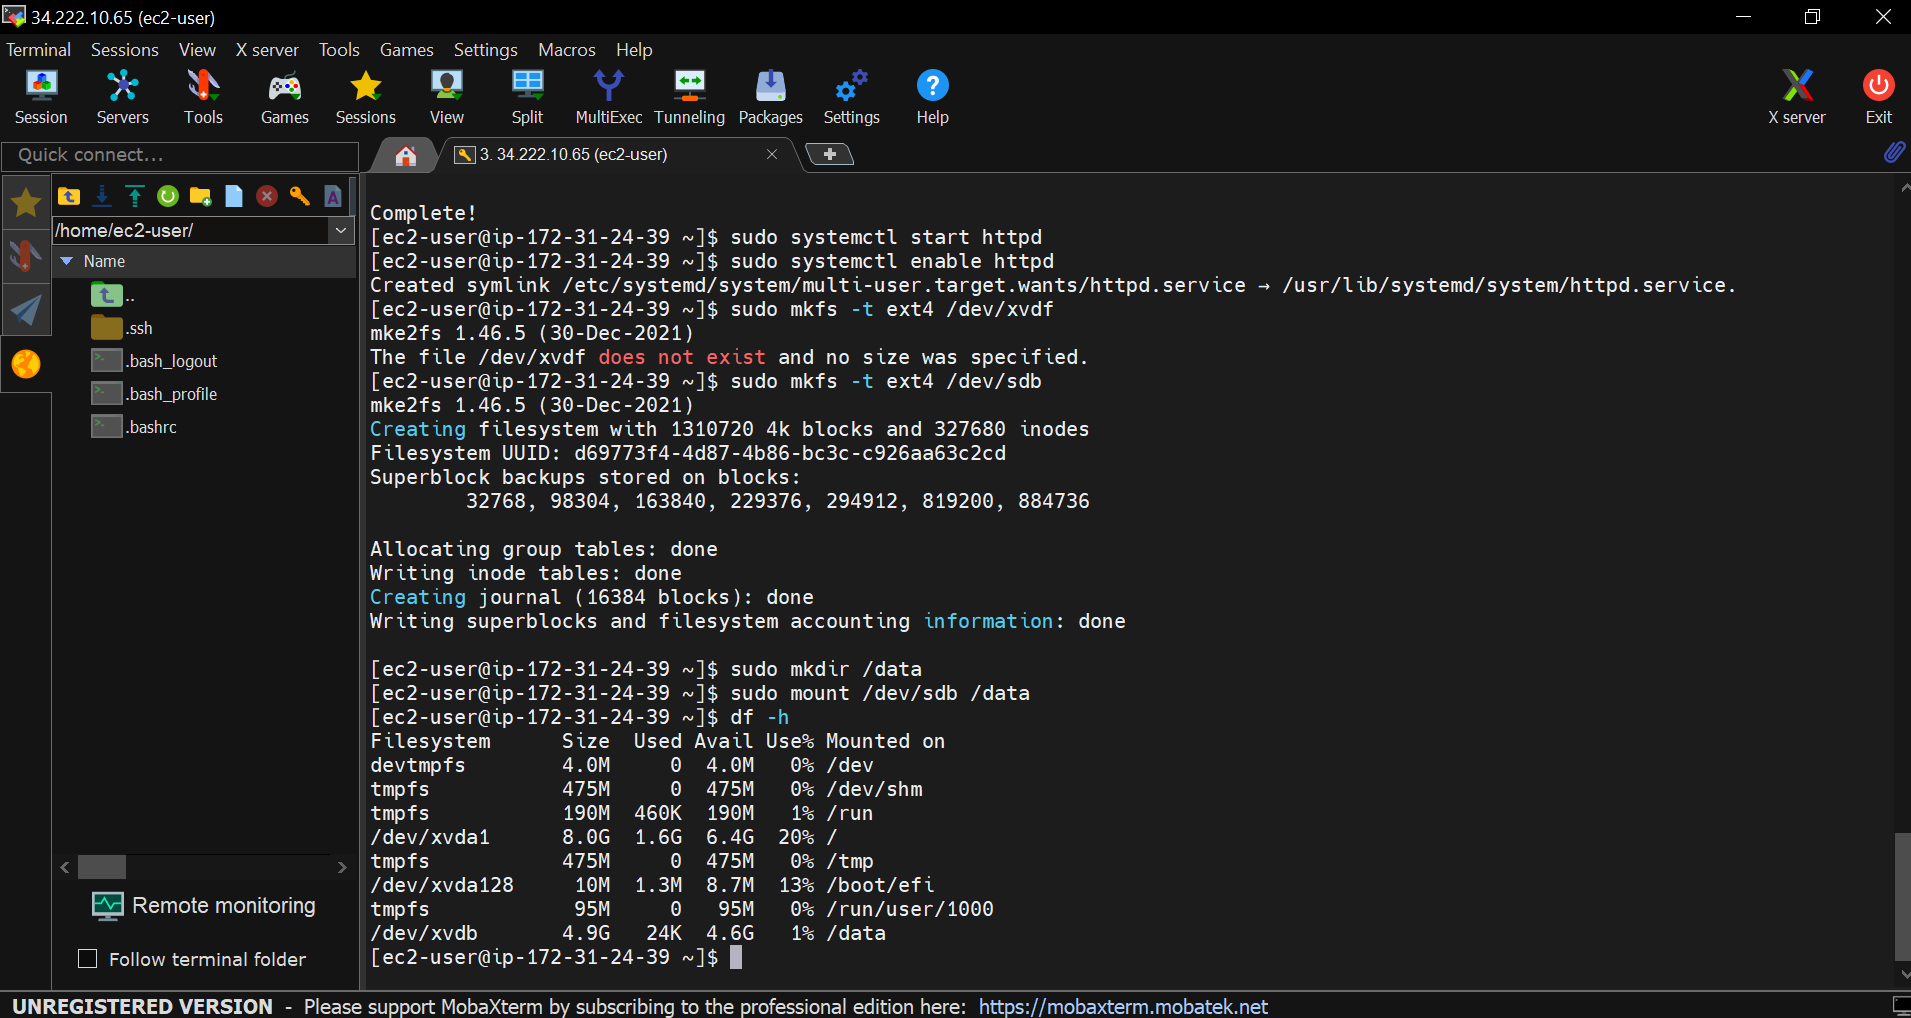 34.222.10.65 (ec2-user)
Terminal Sessions View X server Tools Games Settings Macros Help
Session Servers Tools Games Sessions View Split MultiExec Tunneling Packages Settings Help X server Exit
Quick connect...
3. 34.222.10.65 (ec2-user)
/home/ec2-user/
Name
..
.ssh
.bash_logout
.bash_profile
.bashrc
Remote monitoring
Follow terminal folder
Complete!
[ec2-user@ip-172-31-24-39 ~]$ sudo systemctl start httpd
[ec2-user@ip-172-31-24-39 ~]$ sudo systemctl enable httpd
Created symlink /etc/systemd/system/multi-user.target.wants/httpd.service → /usr/lib/systemd/system/httpd.service.
[ec2-user@ip-172-31-24-39 ~]$ sudo mkfs -t ext4 /dev/xvdf
mke2fs 1.46.5 (30-Dec-2021)
The file /dev/xvdf does not exist and no size was specified.
[ec2-user@ip-172-31-24-39 ~]$ sudo mkfs -t ext4 /dev/sdb
mke2fs 1.46.5 (30-Dec-2021)
Creating filesystem with 1310720 4k blocks and 327680 inodes
Filesystem UUID: d69773f4-4d87-4b86-bc3c-c926aa63c2cd
Superblock backups stored on blocks:
        32768, 98304, 163840, 229376, 294912, 819200, 884736
Allocating group tables: done
Writing inode tables: done
Creating journal (16384 blocks): done
Writing superblocks and filesystem accounting information: done
[ec2-user@ip-172-31-24-39 ~]$ sudo mkdir /data
[ec2-user@ip-172-31-24-39 ~]$ sudo mount /dev/sdb /data
[ec2-user@ip-172-31-24-39 ~]$ df -h
Filesystem      Size  Used Avail Use% Mounted on
devtmpfs        4.0M     0  4.0M   0% /dev
tmpfs           475M     0  475M   0% /dev/shm
tmpfs           190M  460K  190M   1% /run
/dev/xvda1      8.0G  1.6G  6.4G  20% /
tmpfs           475M     0  475M   0% /tmp
/dev/xvda128     10M  1.3M  8.7M  13% /boot/efi
tmpfs            95M     0   95M   0% /run/user/1000
/dev/xvdb       4.9G   24K  4.6G   1% /data
[ec2-user@ip-172-31-24-39 ~]$
UNREGISTERED VERSION - Please support MobaXterm by subscribing to the professional edition here: https://mobaxterm.mobatek.net